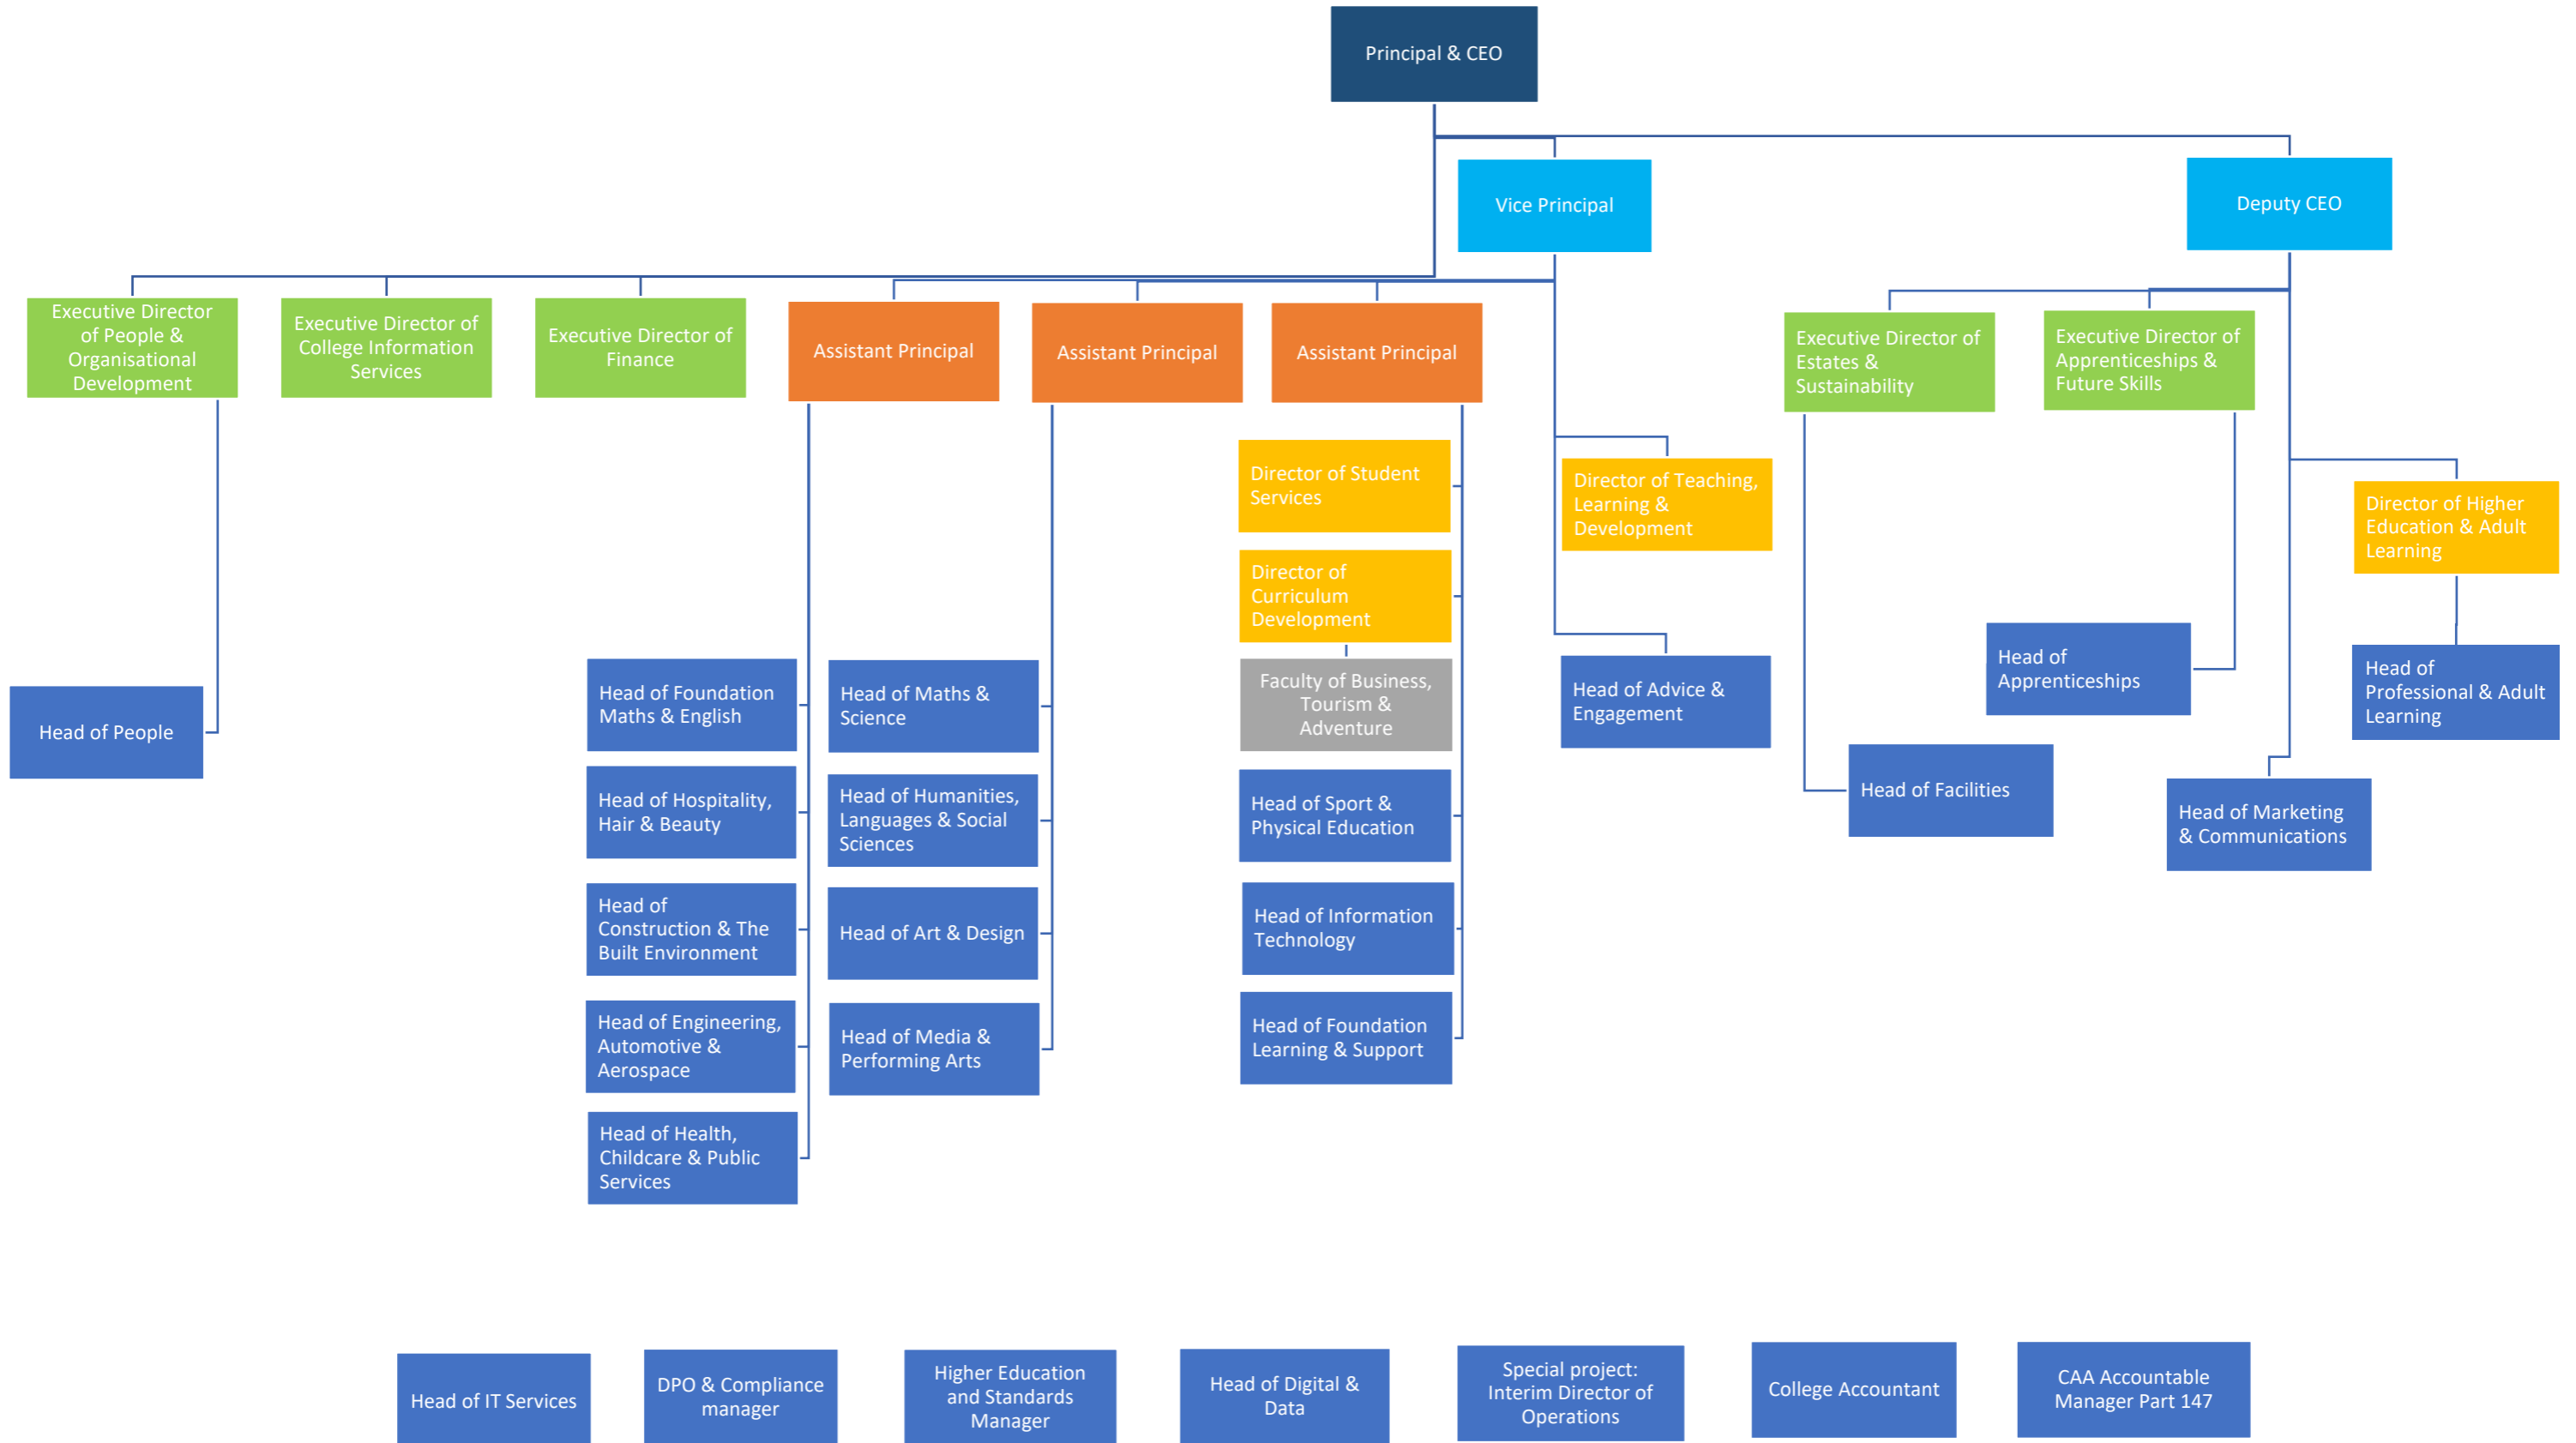 Principal & CEO
Vice Principal
Deputy CEO
Executive Director
of People &
Organisational
Development
Executive Director of
College Information
Services
Executive Director of
Finance
Assistant Principal
Assistant Principal
Assistant Principal
Executive Director of
Estates &
Sustainability
Executive Director of
Apprenticeships &
Future Skills
Director of Student
Services
Director of Teaching,
Learning &
Development
Director of Higher
Education & Adult
Learning
Director of
Curriculum
Development
Head of People
Head of Foundation
Maths & English
Head of Maths &
Science
Faculty of Business,
Tourism &
Adventure
Head of Advice &
Engagement
Head of
Apprenticeships
Head of
Professional & Adult
Learning
Head of Hospitality,
Hair & Beauty
Head of Humanities,
Languages & Social
Sciences
Head of Sport &
Physical Education
Head of Facilities
Head of Marketing
& Communications
Head of
Construction & The
Built Environment
Head of Art & Design
Head of Information
Technology
Head of Engineering,
Automotive &
Aerospace
Head of Media &
Performing Arts
Head of Foundation
Learning & Support
Head of Health,
Childcare & Public
Services
Head of IT Services
DPO & Compliance
manager
Higher Education
and Standards
Manager
Head of Digital &
Data
Special project:
Interim Director of
Operations
College Accountant
CAA Accountable
Manager Part 147